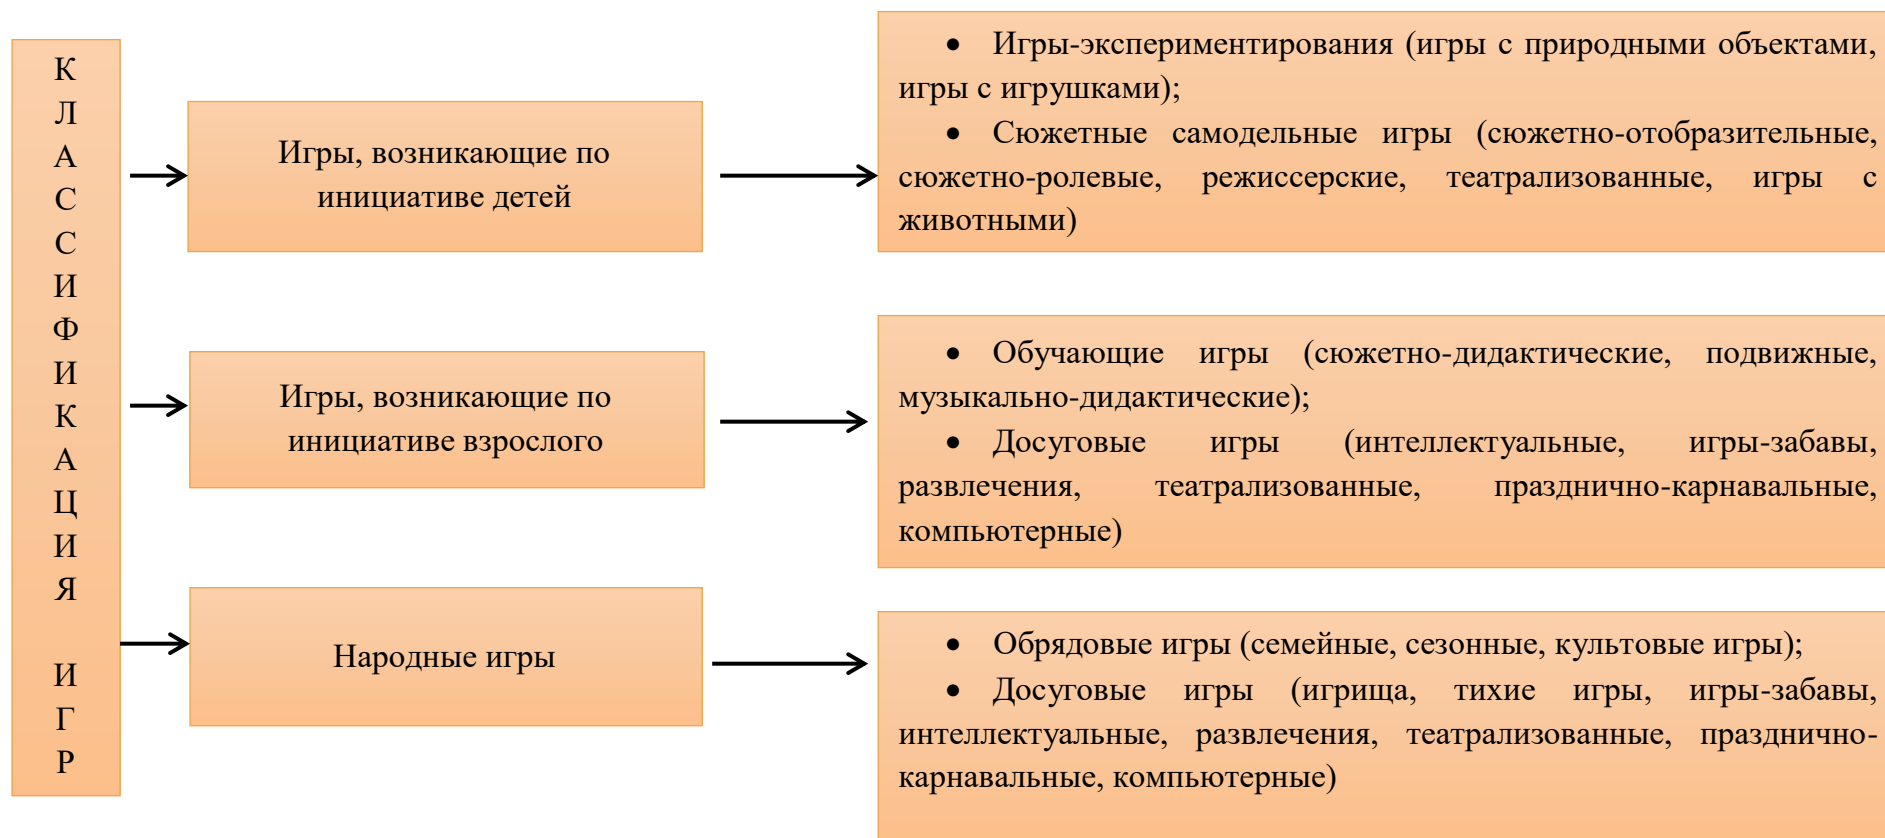 К
Л
А
С
С
И
Ф
И
К
А
Ц
И
Я
И
Г
Р
Игры, возникающие по
инициативе детей
• Игры-экспериментирования (игры с природными объектами,
игры с игрушками);
• Сюжетные самодельные игры (сюжетно-отобразительные,
сюжетно-ролевые, режиссерские, театрализованные, игры с
животными)
Игры, возникающие по
инициативе взрослого
• Обучающие игры (сюжетно-дидактические, подвижные,
музыкально-дидактические);
• Досуговые игры (интеллектуальные, игры-забавы,
развлечения, театрализованные, празднично-карнавальные,
компьютерные)
Народные игры
• Обрядовые игры (семейные, сезонные, культовые игры);
• Досуговые игры (игрища, тихие игры, игры-забавы,
интеллектуальные, развлечения, театрализованные, празднично-
карнавальные, компьютерные)